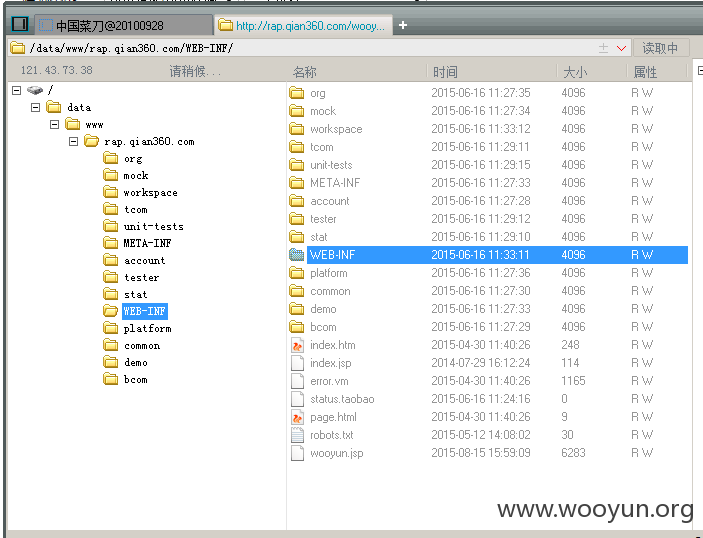 中国菜刀@20100928 http://rap.qian360.com/wooy... +
/data/www/rap.qian360.com/WEB-INF/ 读取中
121.43.73.38 请稍候... 名称 时间 大小 属性
/
data
www
rap.qian360.com
org
mock
workspace
tcom
unit-tests
META-INF
account
tester
stat
WEB-INF
platform
common
demo
bcom
org 2015-06-16 11:27:35 4096 R W
mock 2015-06-16 11:27:34 4096 R W
workspace 2015-06-16 11:33:12 4096 R W
tcom 2015-06-16 11:29:11 4096 R W
unit-tests 2015-06-16 11:29:15 4096 R W
META-INF 2015-06-16 11:27:33 4096 R W
account 2015-06-16 11:27:28 4096 R W
tester 2015-06-16 11:29:12 4096 R W
stat 2015-06-16 11:29:10 4096 R W
WEB-INF 2015-06-16 11:33:11 4096 R W
platform 2015-06-16 11:27:36 4096 R W
common 2015-06-16 11:27:30 4096 R W
demo 2015-06-16 11:27:31 4096 R W
bcom 2015-06-16 11:27:29 4096 R W
index.htm 2015-04-30 11:40:26 248 R W
index.jsp 2014-07-29 16:12:24 114 R W
error.vm 2015-04-30 11:40:26 1165 R W
status.taobao 2015-06-16 11:24:16 0 R W
page.html 2015-04-30 11:40:26 9 R W
robots.txt 2015-05-12 14:08:02 30 R W
wooyun.jsp 2015-08-15 15:59:09 6283 R W
www.wooyun.org